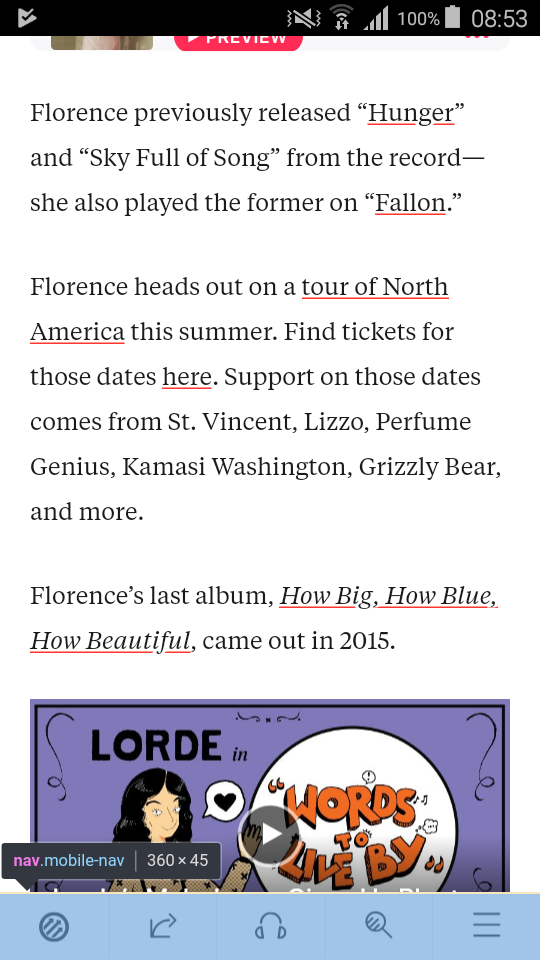 100% 08:53
PREVIEW
Florence previously released “Hunger”
and “Sky Full of Song” from the record—
she also played the former on “Fallon.”
Florence heads out on a tour of North
America this summer. Find tickets for
those dates here. Support on those dates
comes from St. Vincent, Lizzo, Perfume
Genius, Kamasi Washington, Grizzly Bear,
and more.
Florence’s last album, How Big, How Blue,
How Beautiful, came out in 2015.
LORDE in
“WORDS
TO
LIVE BY”
nav.mobile-nav 360 × 45